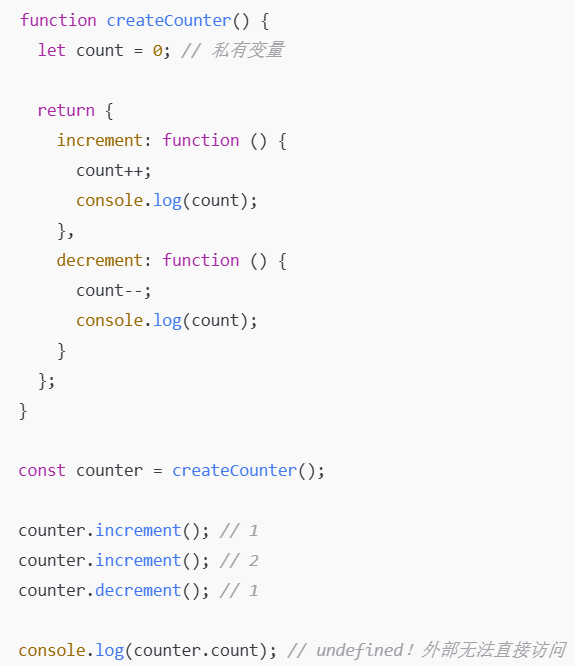 function createCounter() {
  let count = 0; // 私有变量

  return {
    increment: function () {
      count++;
      console.log(count);
    },
    decrement: function () {
      count--;
      console.log(count);
    }
  };
}

const counter = createCounter();

counter.increment(); // 1
counter.increment(); // 2
counter.decrement(); // 1

console.log(counter.count); // undefined！外部无法直接访问